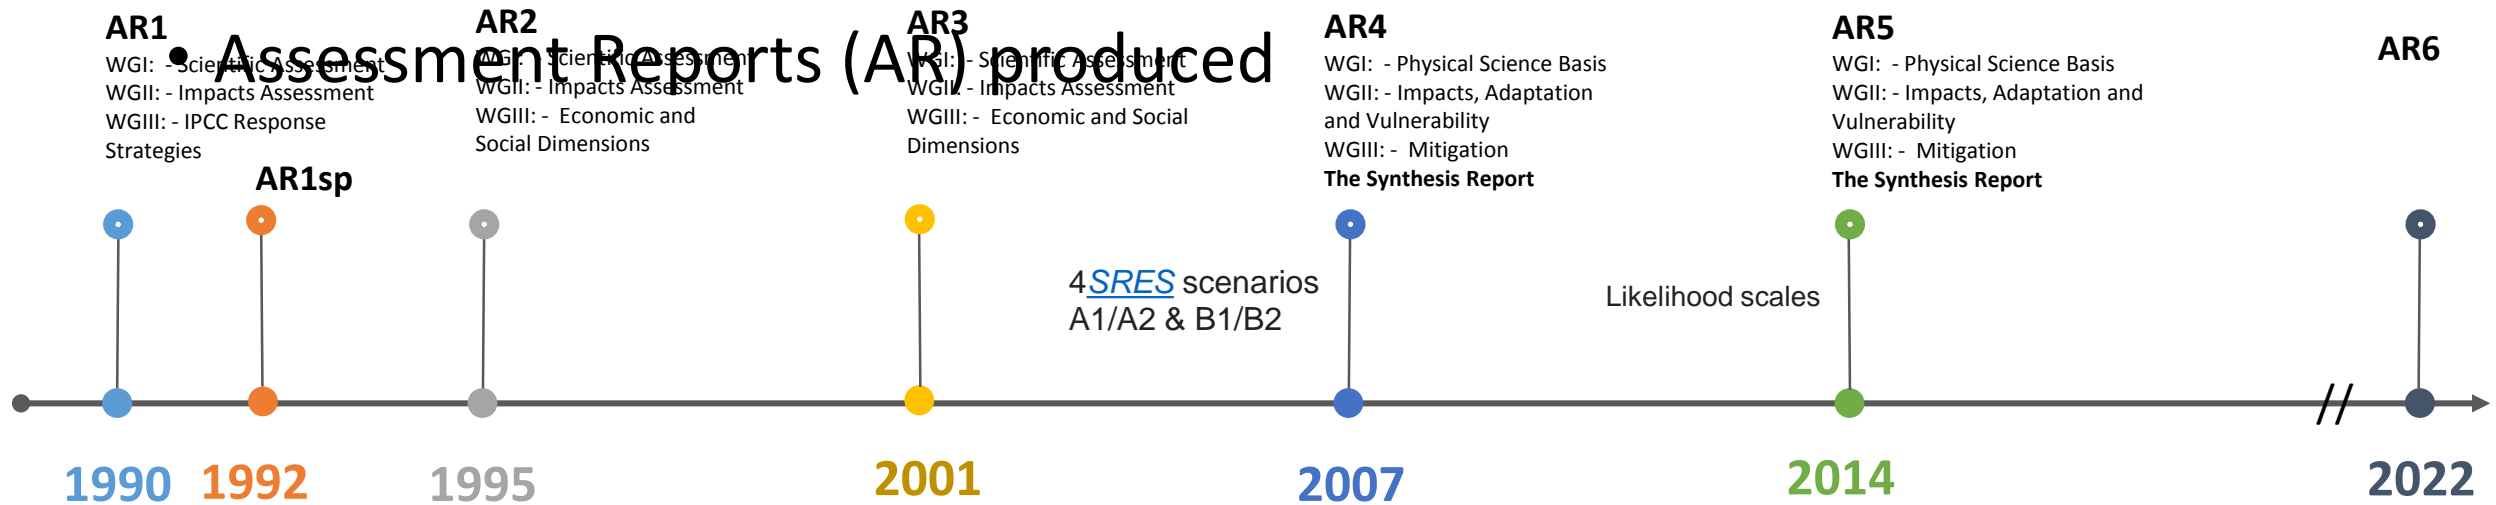 • Assessment Reports (AR) produced
AR1
WGI:  - Scientific Assessment
WGII: - Impacts Assessment
WGIII: - IPCC Response
Strategies
AR1sp
AR2
WGI:  - Scientific Assessment
WGII: - Impacts Assessment
WGIII: -  Economic and
Social Dimensions
AR3
WGI:  - Scientific Assessment
WGII: - Impacts Assessment
WGIII: -  Economic and Social
Dimensions
AR4
WGI:  - Physical Science Basis
WGII: - Impacts, Adaptation
and Vulnerability
WGIII: -  Mitigation
The Synthesis Report
AR5
WGI:  - Physical Science Basis
WGII: - Impacts, Adaptation and
Vulnerability
WGIII: -  Mitigation
The Synthesis Report
AR6
4 SRES scenarios
A1/A2 & B1/B2
Likelihood scales
1990
1992
1995
2001
2007
2014
2022